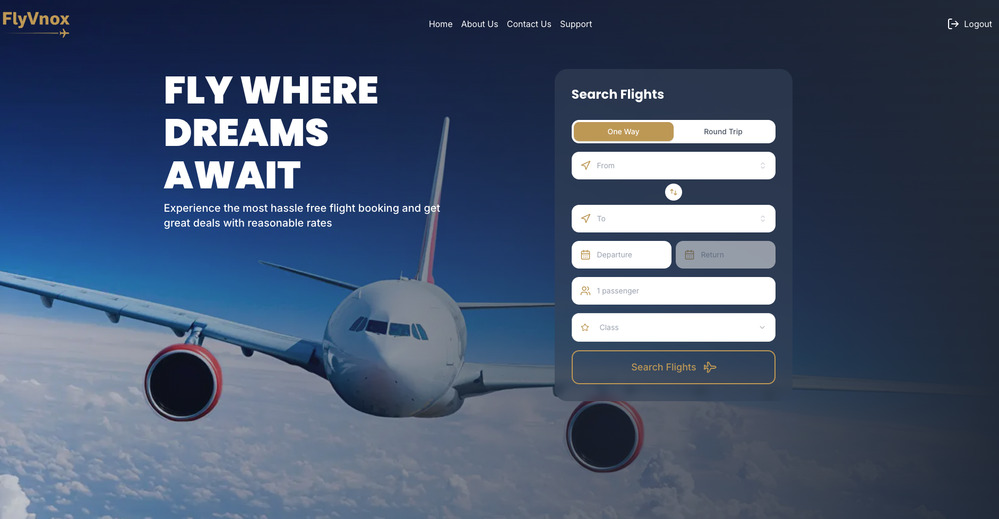 FlyVnox
Home About Us Contact Us Support
Logout
FLY WHERE
DREAMS
AWAIT
Experience the most hassle free flight booking and get
great deals with reasonable rates
Search Flights
One Way Round Trip
From
To
Departure Return
1 passenger
Class
Search Flights